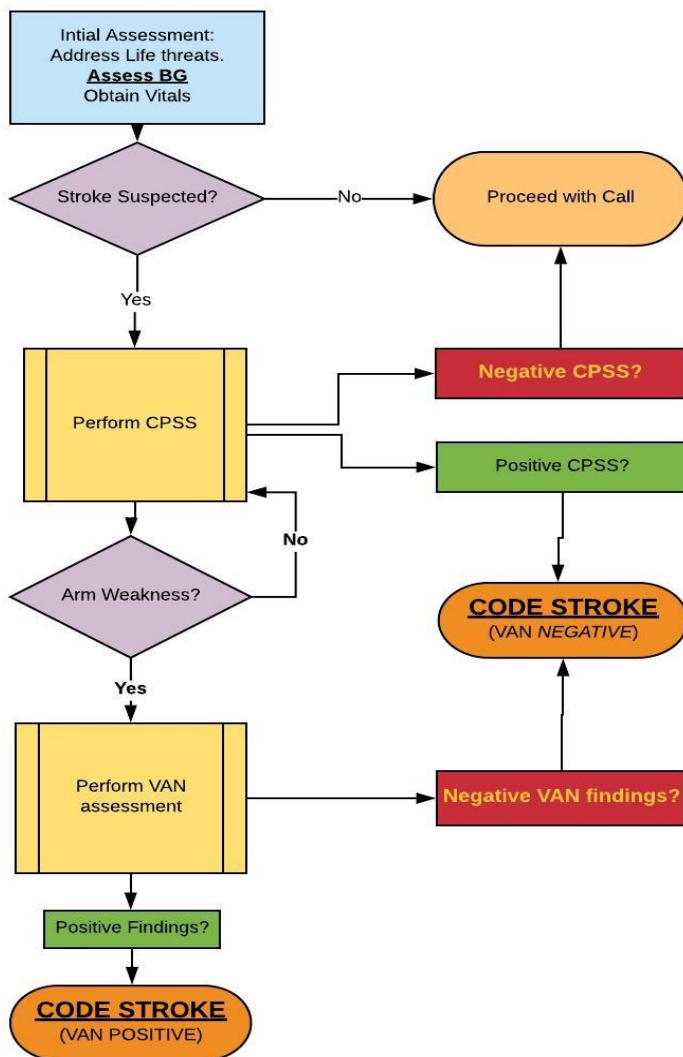 Intial Assessment:
Address Life threats.
Assess BG
Obtain Vitals
Stroke Suspected?
No
Proceed with Call
Yes
Negative CPSS?
Perform CPSS
Positive CPSS?
No
Arm Weakness?
CODE STROKE
(VAN NEGATIVE)
Yes
Perform VAN
assessment
Negative VAN findings?
Positive Findings?
CODE STROKE
(VAN POSITIVE)